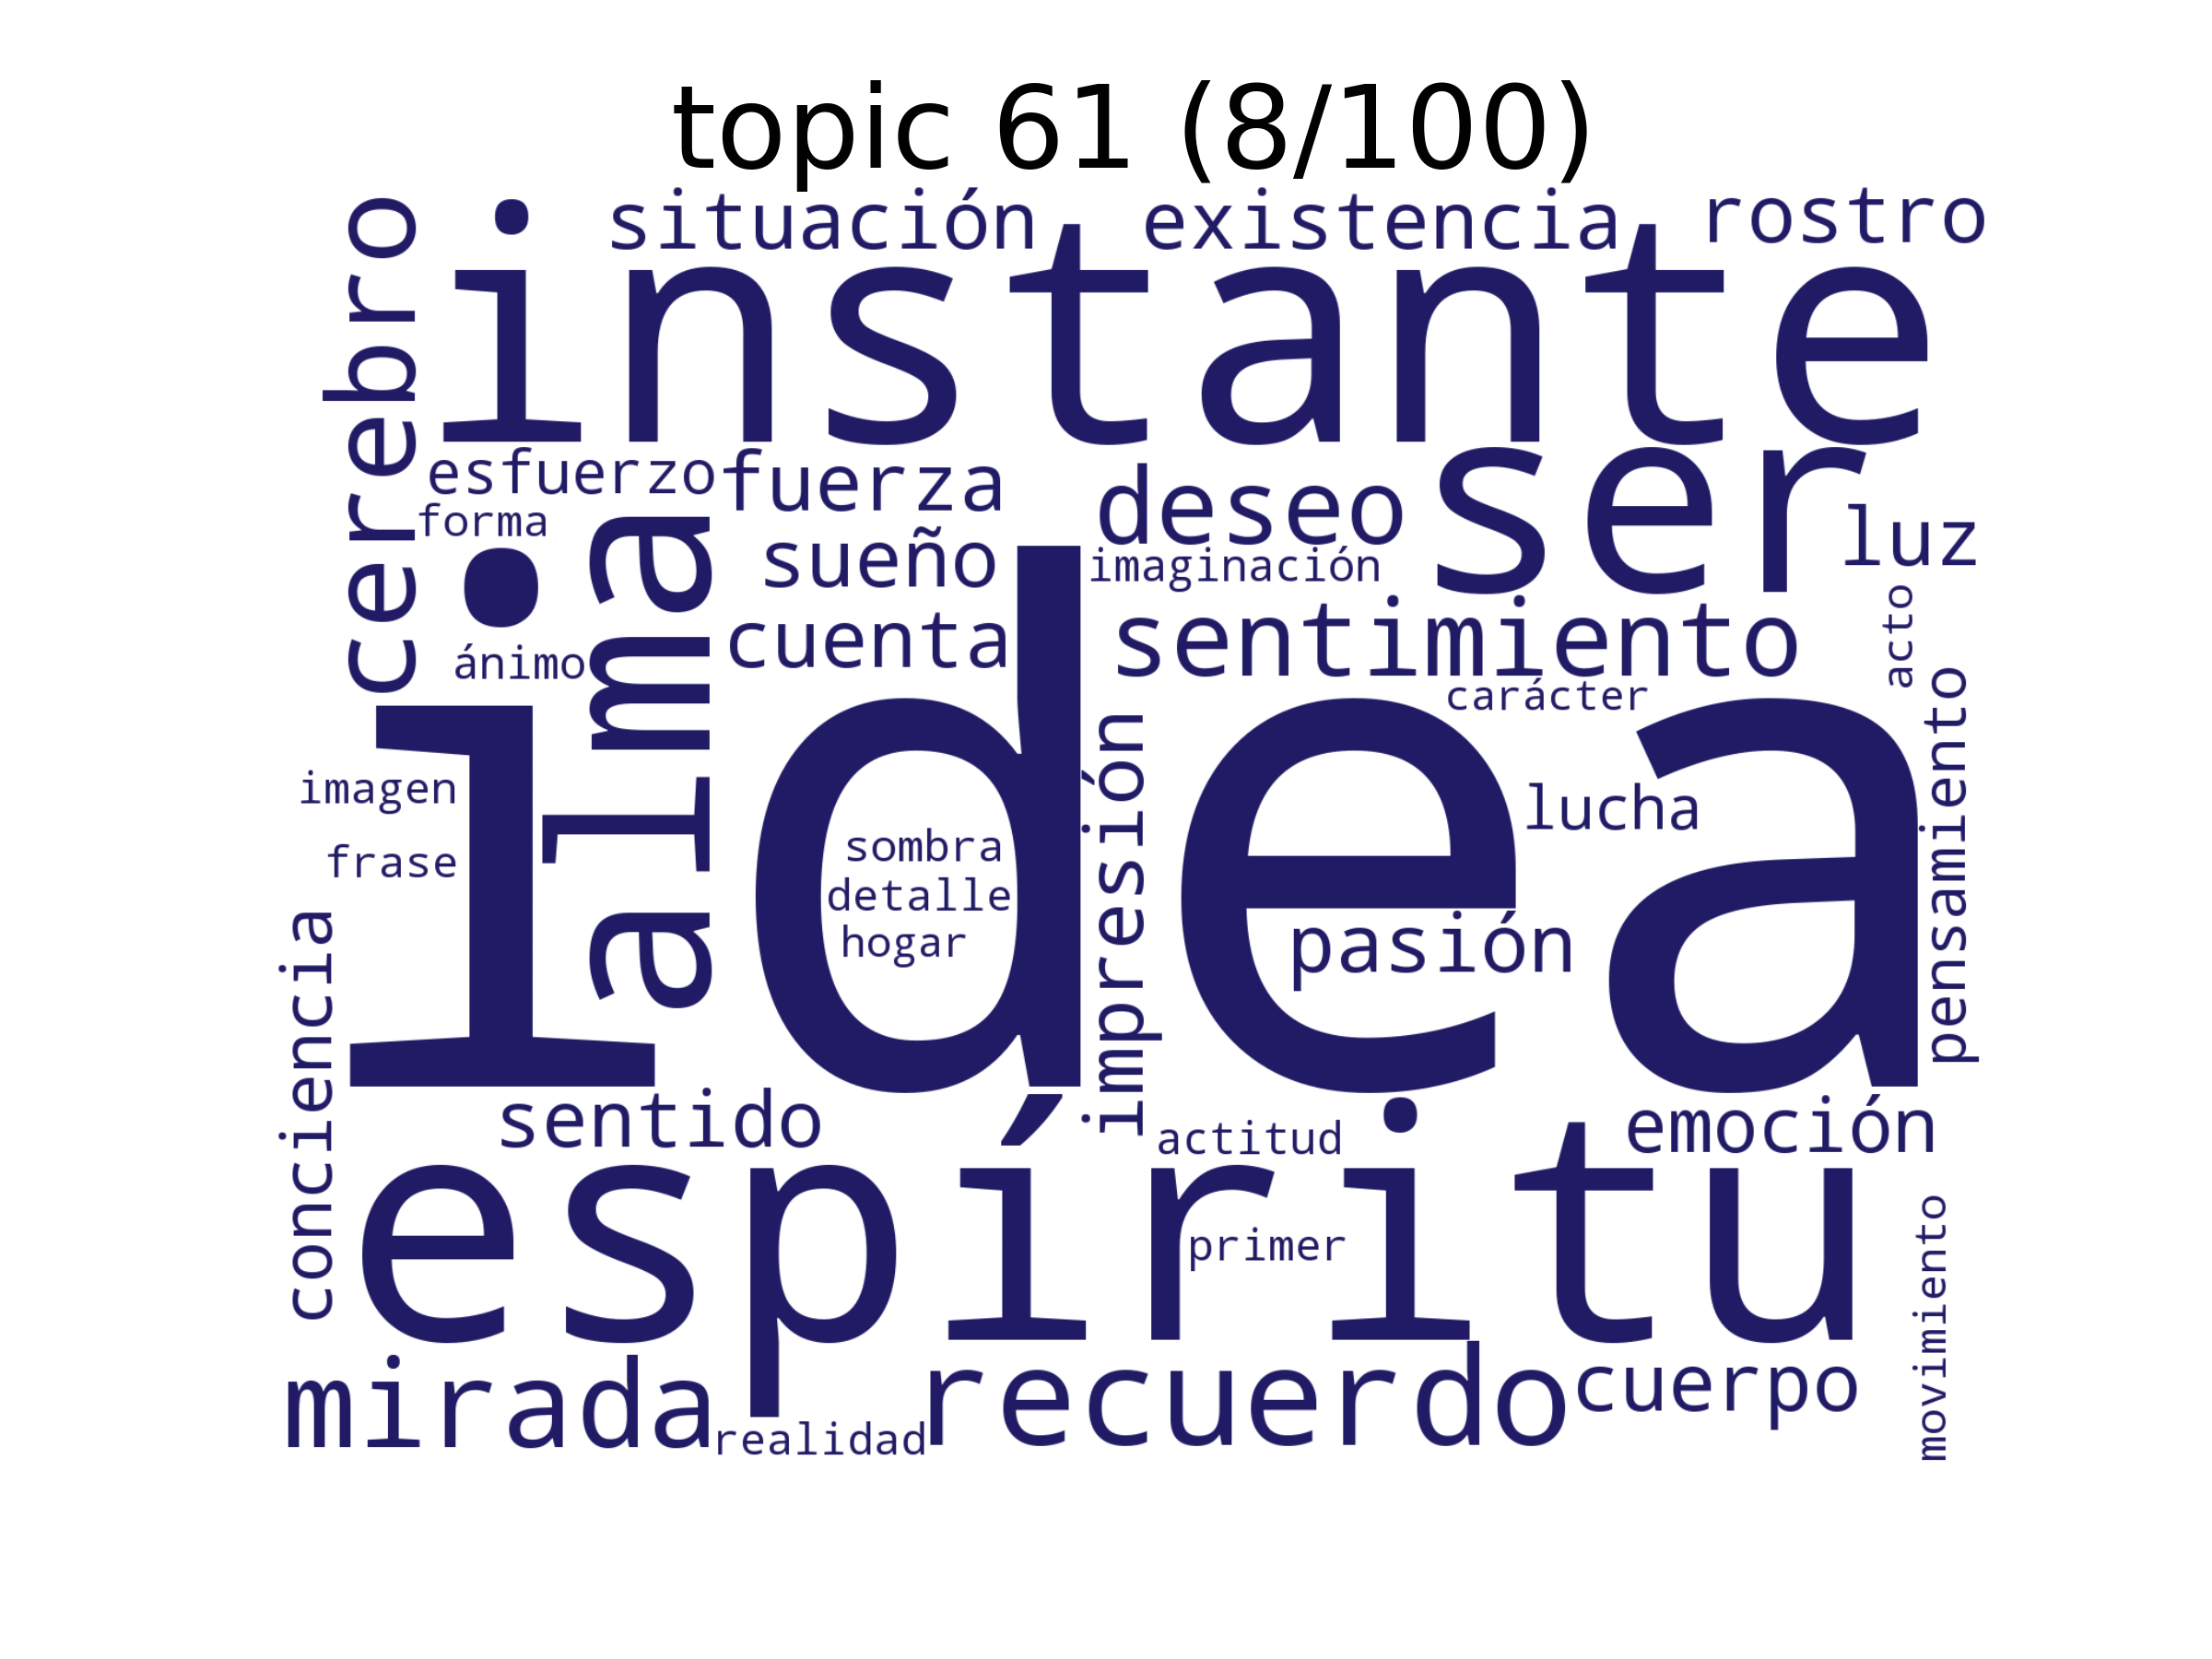 topic 61 (8/100)
situación existencia rostro
cerebro
instante
esfuerzo fuerza deseo ser
forma sueño imaginación luz
alma
ánimo cuenta sentimiento acto
carácter
idea
imagen impresión lucha pensamiento
frase sombra
detalle
hogar pasión
conciencia
sentido actitud emoción
espíritu
primer movimiento
mirada recuerdo cuerpo
realidad